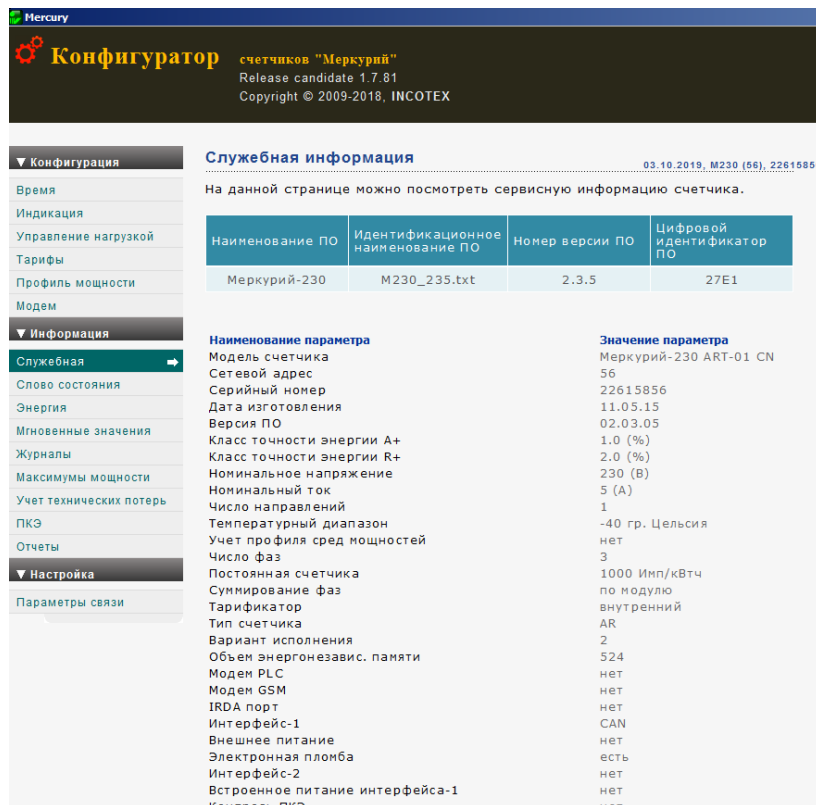 Mercury
Конфигуратор
счетчиков "Меркурий"
Release candidate 1.7.81
Copyright © 2009-2018, INCOTEX
▼ Конфигурация
Время
Индикация
Управление нагрузкой
Тарифы
Профиль мощности
Модем
▼ Информация
Служебная
Слово состояния
Энергия
Мгновенные значения
Журналы
Максимумы мощности
Учет технических потерь
ПКЭ
Отчеты
▼ Настройка
Параметры связи
Служебная информация
03.10.2019, M230 (56), 2261585
На данной странице можно посмотреть сервисную информацию счетчика.
Наименование ПО Идентификационное наименование ПО Номер версии ПО Цифровой идентификатор ПО
Меркурий-230 M230_235.txt 2.3.5 27E1
Наименование параметра Значение параметра
Модель счетчика Меркурий-230 ART-01 CN
Сетевой адрес 56
Серийный номер 22615856
Дата изготовления 11.05.15
Версия ПО 02.03.05
Класс точности энергии A+ 1.0 (%)
Класс точности энергии R+ 2.0 (%)
Номинальное напряжение 230 (В)
Номинальный ток 5 (А)
Число направлений 1
Температурный диапазон -40 гр. Цельсия
Учет профиля сред мощностей нет
Число фаз 3
Постоянная счетчика 1000 Имп/кВтч
Суммирование фаз по модулю
Тарификатор внутренний
Тип счетчика AR
Вариант исполнения 2
Объем энергонезавис. памяти 524
Модем PLC нет
Модем GSM нет
IRDA порт нет
Интерфейс-1 CAN
Внешнее питание нет
Электронная пломба есть
Интерфейс-2 нет
Встроенное питание интерфейса-1 нет